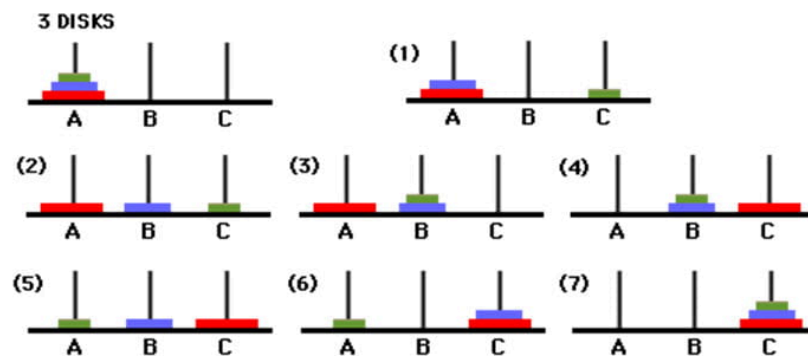 3 DISKS
A B C
(1)
A B C
(2)
A B C
(3)
A B C
(4)
A B C
(5)
A B C
(6)
A B C
(7)
A B C